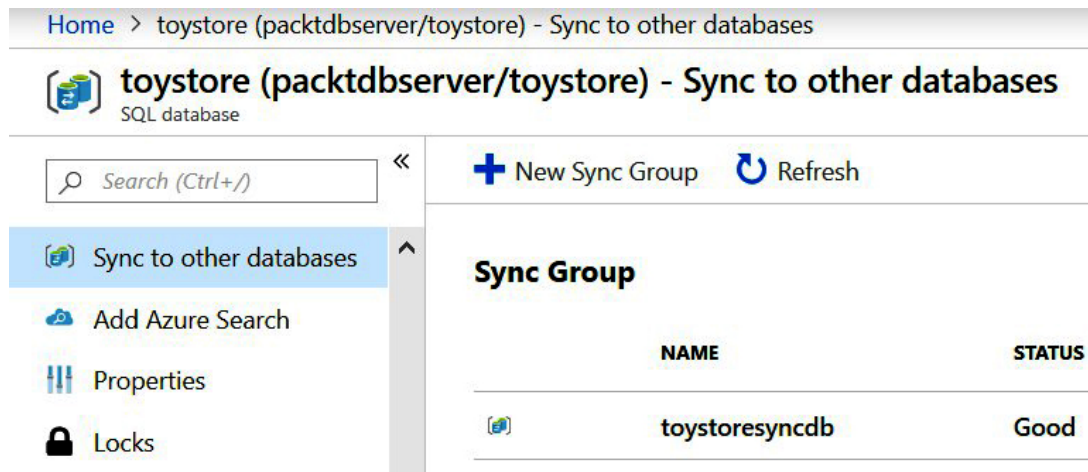 Home > toystore (packtdbserver/toystore) - Sync to other databases
toystore (packtdbserver/toystore) - Sync to other databases
SQL database
Search (Ctrl+/)
«
New Sync Group
Refresh
Sync to other databases
Add Azure Search
Properties
Locks
Sync Group
NAME STATUS
toystoresyncdb Good